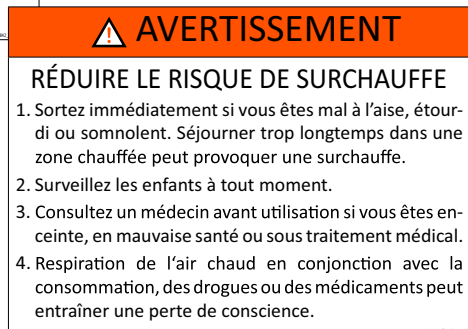 AVERTISSEMENT
RÉDUIRE LE RISQUE DE SURCHAUFFE
1. Sortez immédiatement si vous êtes mal à l’aise, étour-
di ou somnolent. Séjourner trop longtemps dans une
zone chauffée peut provoquer une surchauffe.
2. Surveillez les enfants à tout moment.
3. Consultez un médecin avant utilisation si vous êtes en-
ceinte, en mauvaise santé ou sous traitement médical.
4. Respiration de l‘air chaud en conjonction avec la
consommation, des drogues ou des médicaments peut
entraîner une perte de conscience.